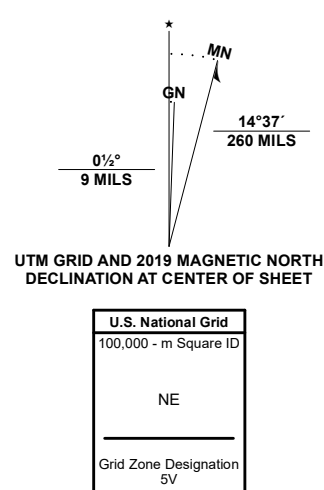 MN
GN
14°37´
260 MILS
0½°
9 MILS
UTM GRID AND 2019 MAGNETIC NORTH
DECLINATION AT CENTER OF SHEET
U.S. National Grid
100,000 - m Square ID
NE
Grid Zone Designation
5V